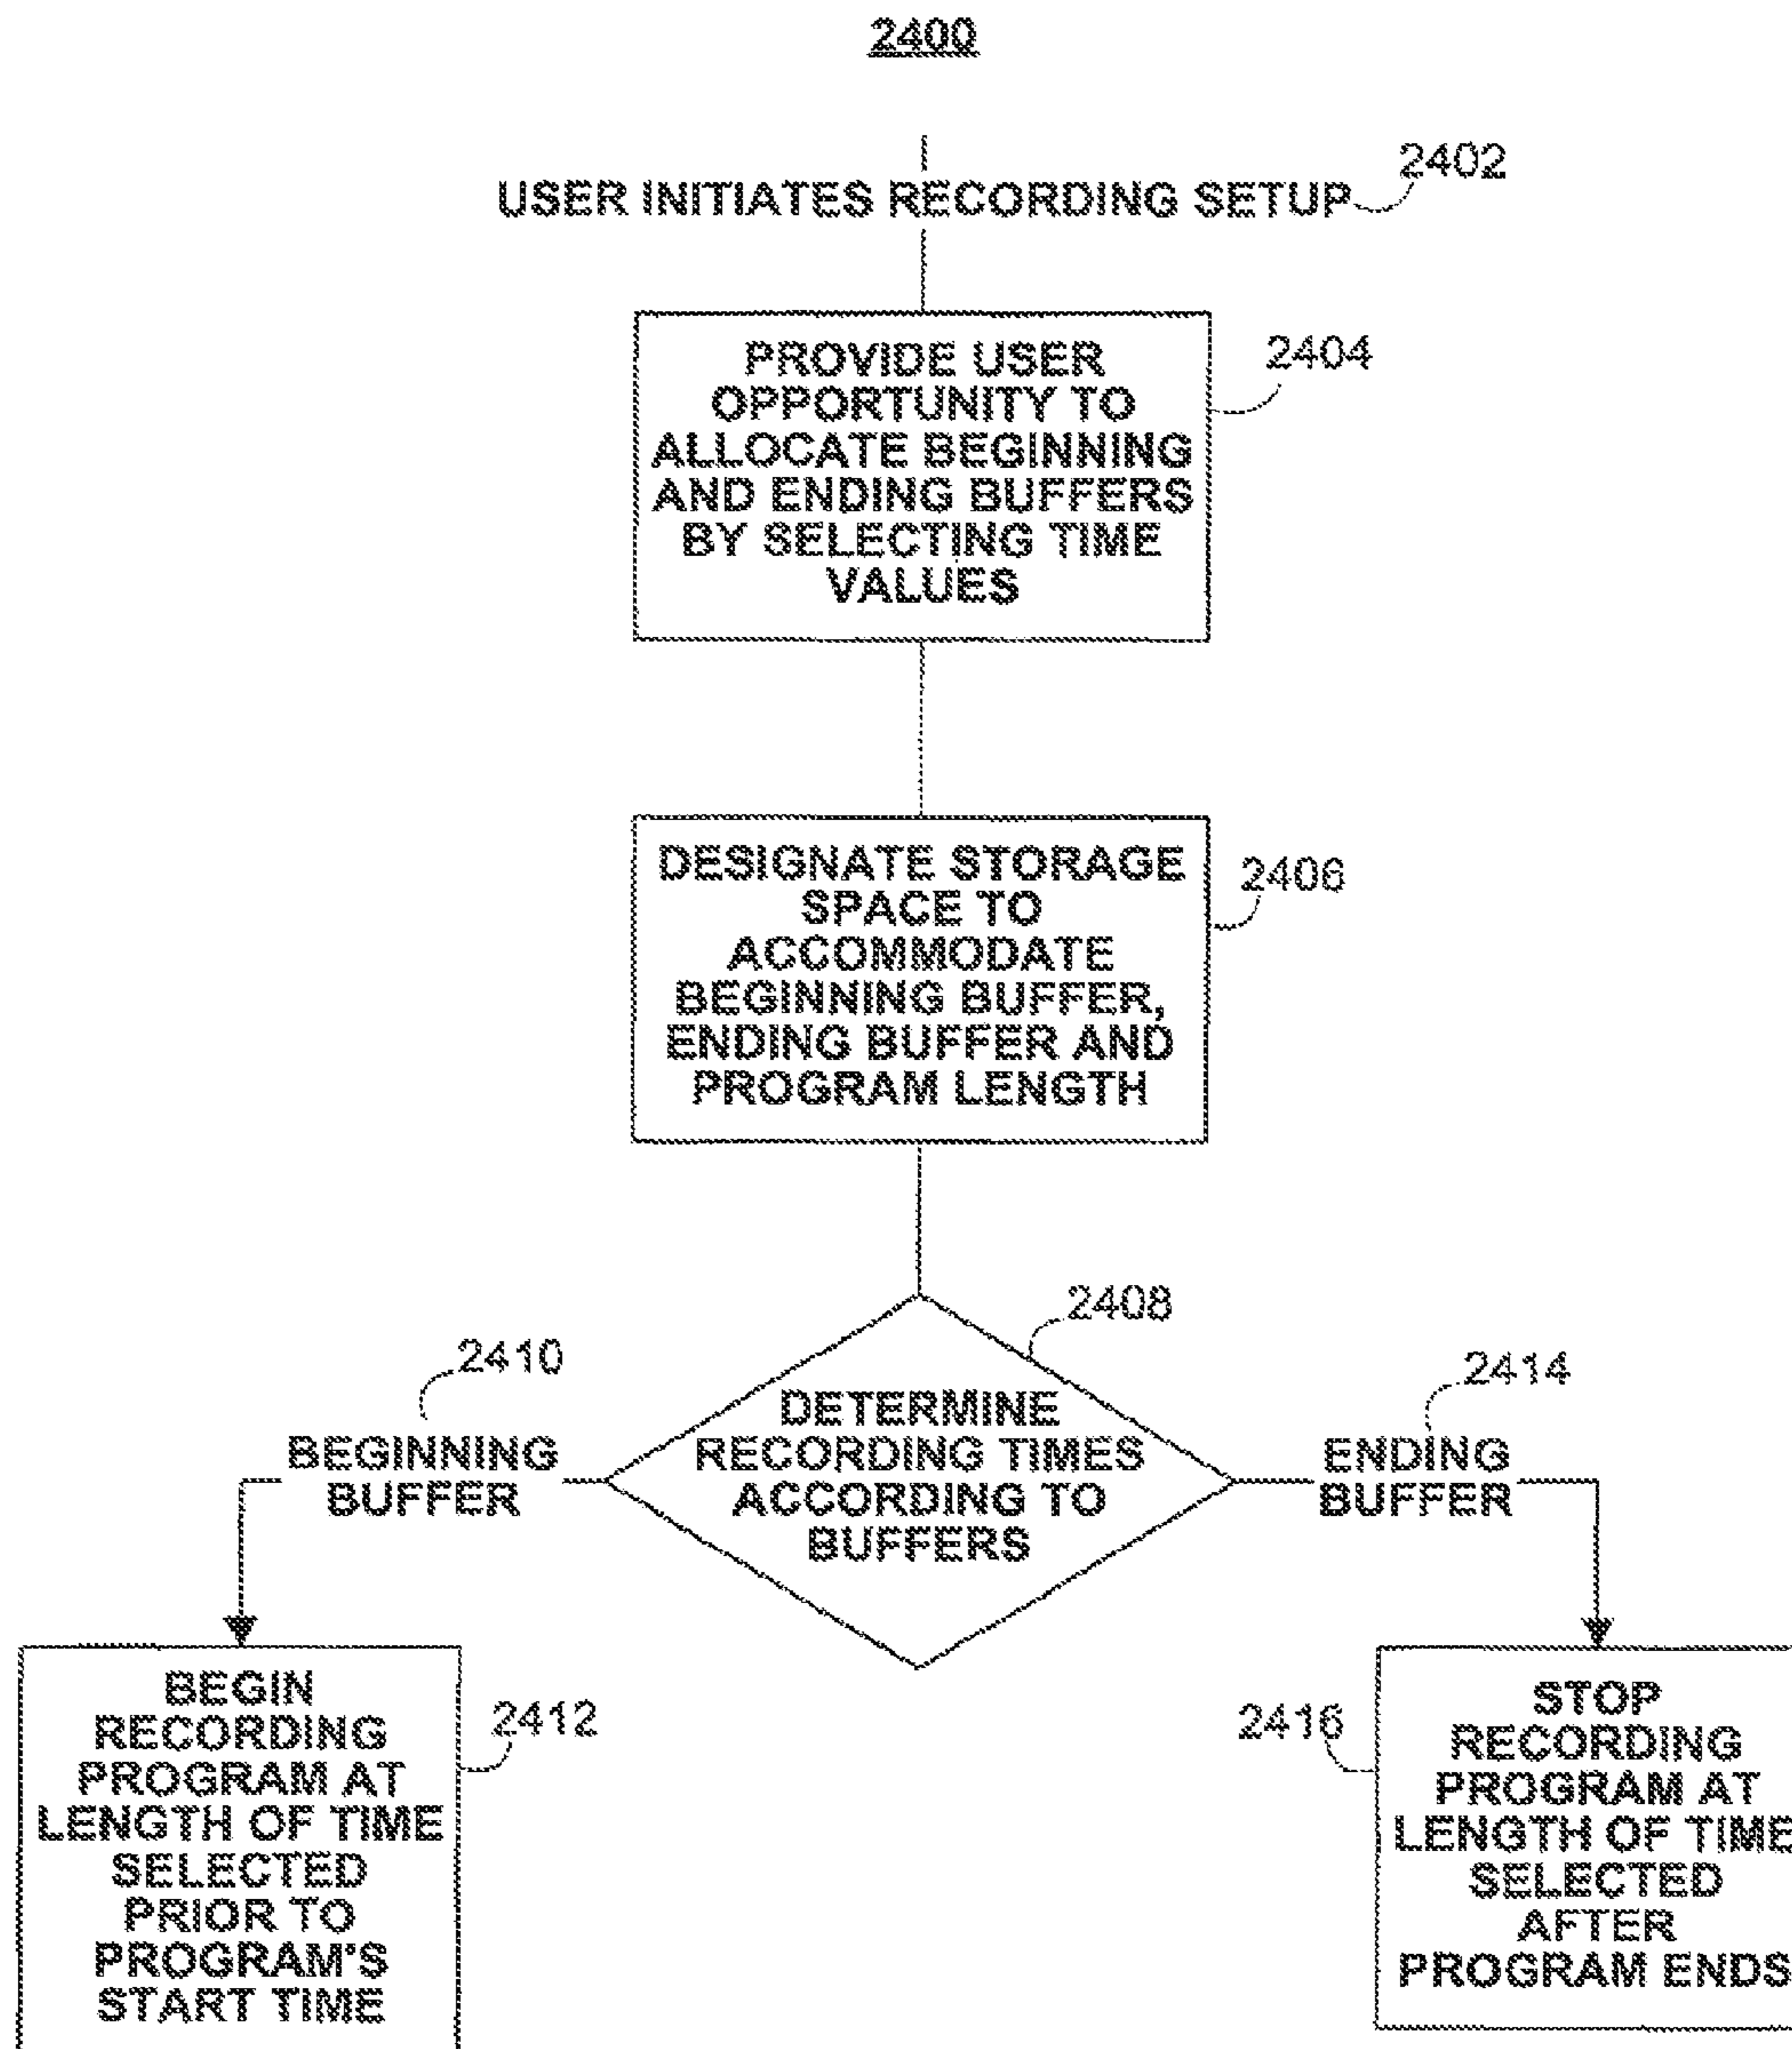 2400
2402
USER INITIATES RECORDING SETUP
PROVIDE USER
OPPORTUNITY TO
ALLOCATE BEGINNING
AND ENDING BUFFERS
BY SELECTING TIME
VALUES
2404
DESIGNATE STORAGE
SPACE TO
ACCOMMODATE
BEGINNING BUFFER,
ENDING BUFFER AND
PROGRAM LENGTH
2406
2408
DETERMINE
RECORDING TIMES
ACCORDING TO
BUFFERS
2410
BEGINNING
BUFFER
2414
ENDING
BUFFER
BEGIN
RECORDING
PROGRAM AT
LENGTH OF TIME
SELECTED
PRIOR TO
PROGRAM'S
START TIME
2412
2416
STOP
RECORDING
PROGRAM AT
LENGTH OF TIME
SELECTED
AFTER
PROGRAM ENDS